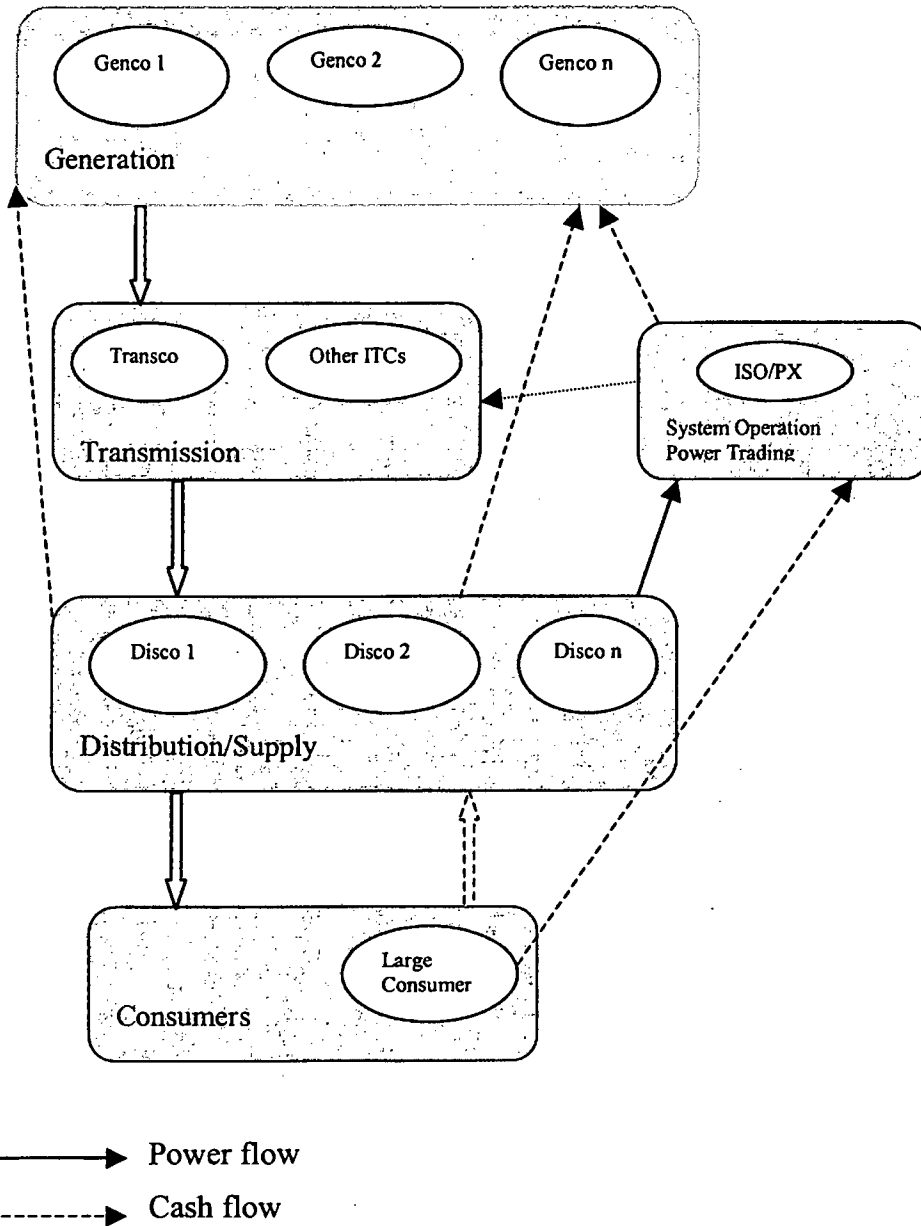 Genco 1
Genco 2
Genco n
Generation
Transco
Other ITCs
Transmission
ISO/PX
System Operation
Power Trading
Disco 1
Disco 2
Disco n
Distribution/Supply
Large
Consumer
Consumers
Power flow
Cash flow